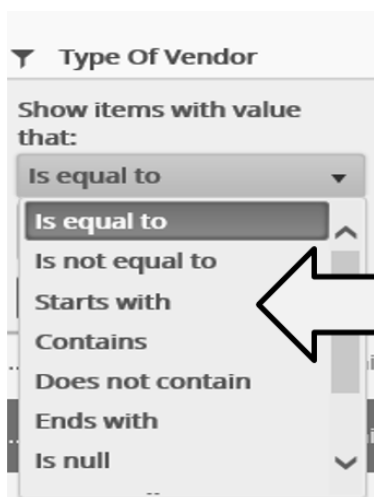 Type Of Vendor
Show items with value
that:
Is equal to
Is equal to
Is not equal to
Starts with
Contains
Does not contain
Ends with
Is null